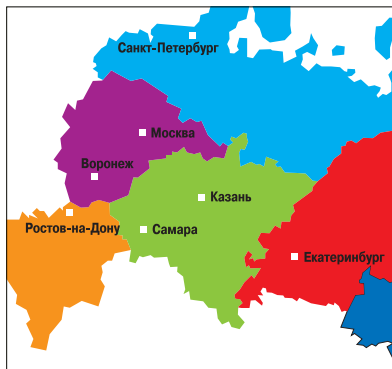 Санкт-Петербург
Москва
Воронеж
Казань
Ростов-на-Дону
Самара
Екатеринбург